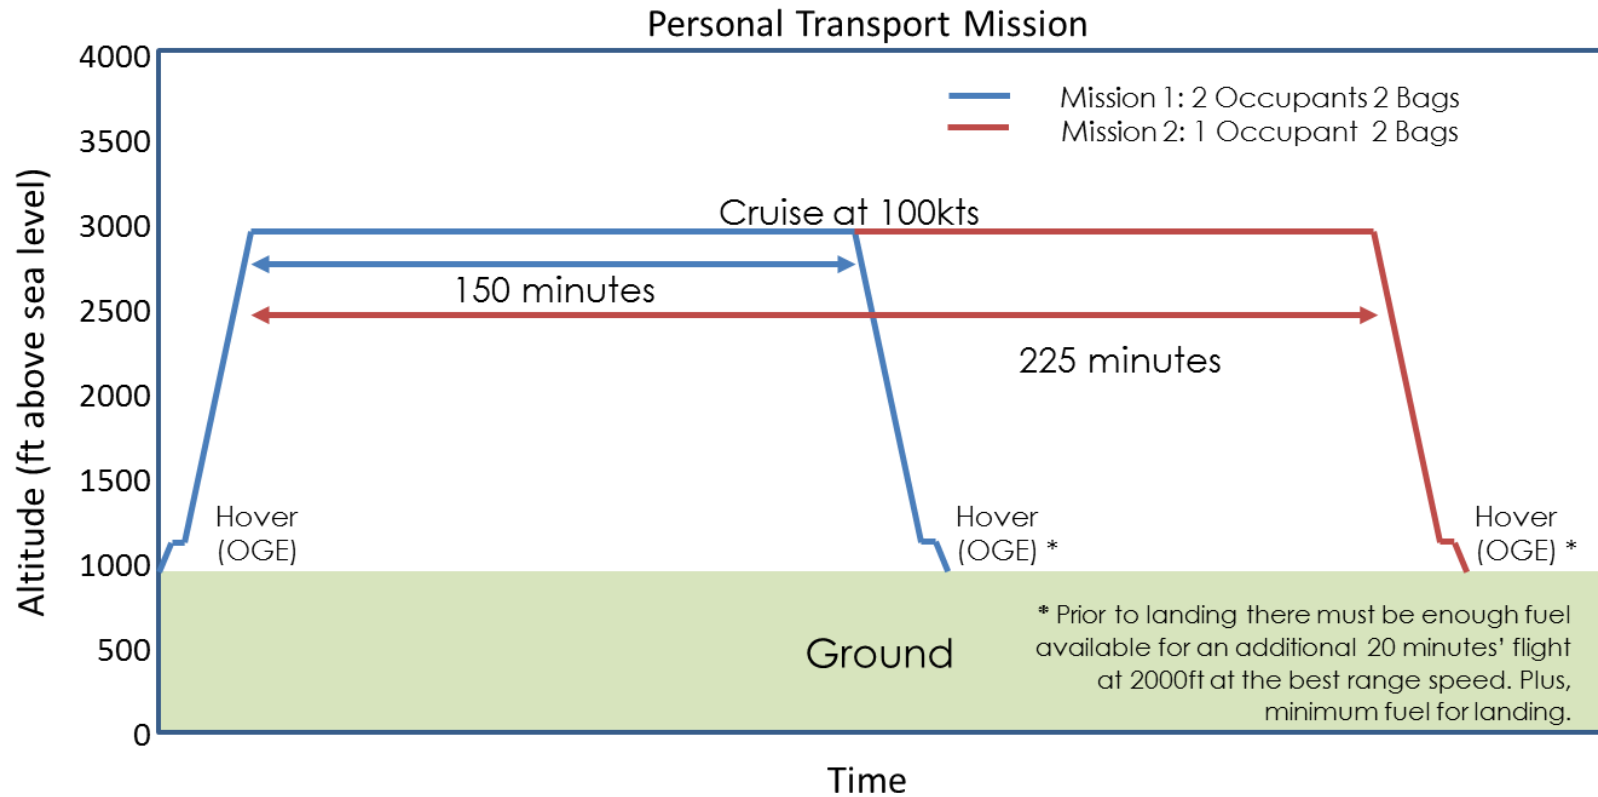 Personal Transport Mission
4000
3500
3000
2500
2000
1500
1000
500
0
Altitude (ft above sea level)
Mission 1: 2 Occupants 2 Bags
Mission 2: 1 Occupant 2 Bags
Cruise at 100kts
150 minutes
225 minutes
Hover
(OGE)
Hover
(OGE) *
Hover
(OGE) *
Ground
* Prior to landing there must be enough fuel
available for an additional 20 minutes' flight
at 2000ft at the best range speed. Plus,
minimum fuel for landing.
Time